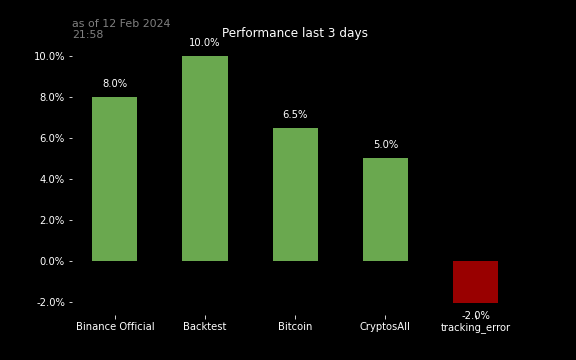 as of 12 Feb 2024
21:58
Performance last 3 days
10.0%
8.0%
6.0%
4.0%
2.0%
0.0%
-2.0%
8.0%
10.0%
6.5%
5.0%
-2.0%
Binance Official
Backtest
Bitcoin
CryptosAll
tracking_error